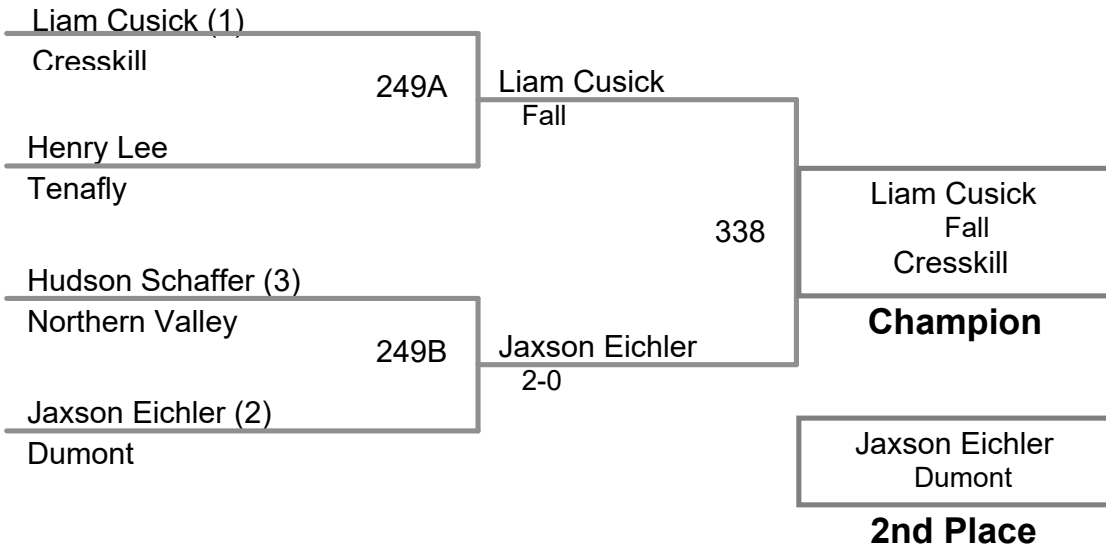 Liam Cusick (1)
Cresskill
249A
Henry Lee
Tenafly
Liam Cusick
Fall
Hudson Schaffer (3)
Northern Valley
249B
Jaxson Eichler (2)
Dumont
Jaxson Eichler
2-0
338
Liam Cusick
Fall
Cresskill
Champion
Jaxson Eichler
Dumont
2nd Place